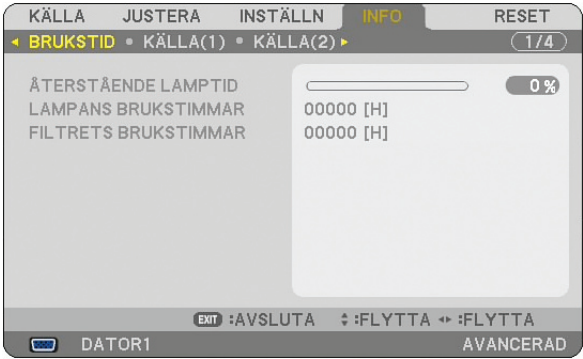 KÄLLA JUSTERA INSTÄLLN INFO RESET
BRUKSTID • KÄLLA(1) • KÄLLA(2) 1/4
ÅTERSTÅENDE LAMPTID 0 %
LAMPANS BRUKSTIMMAR 00000 [H]
FILTRETS BRUKSTIMMAR 00000 [H]
EXIT :AVSLUTA :FLYTTA :FLYTTA
DATOR1 AVANCERAD